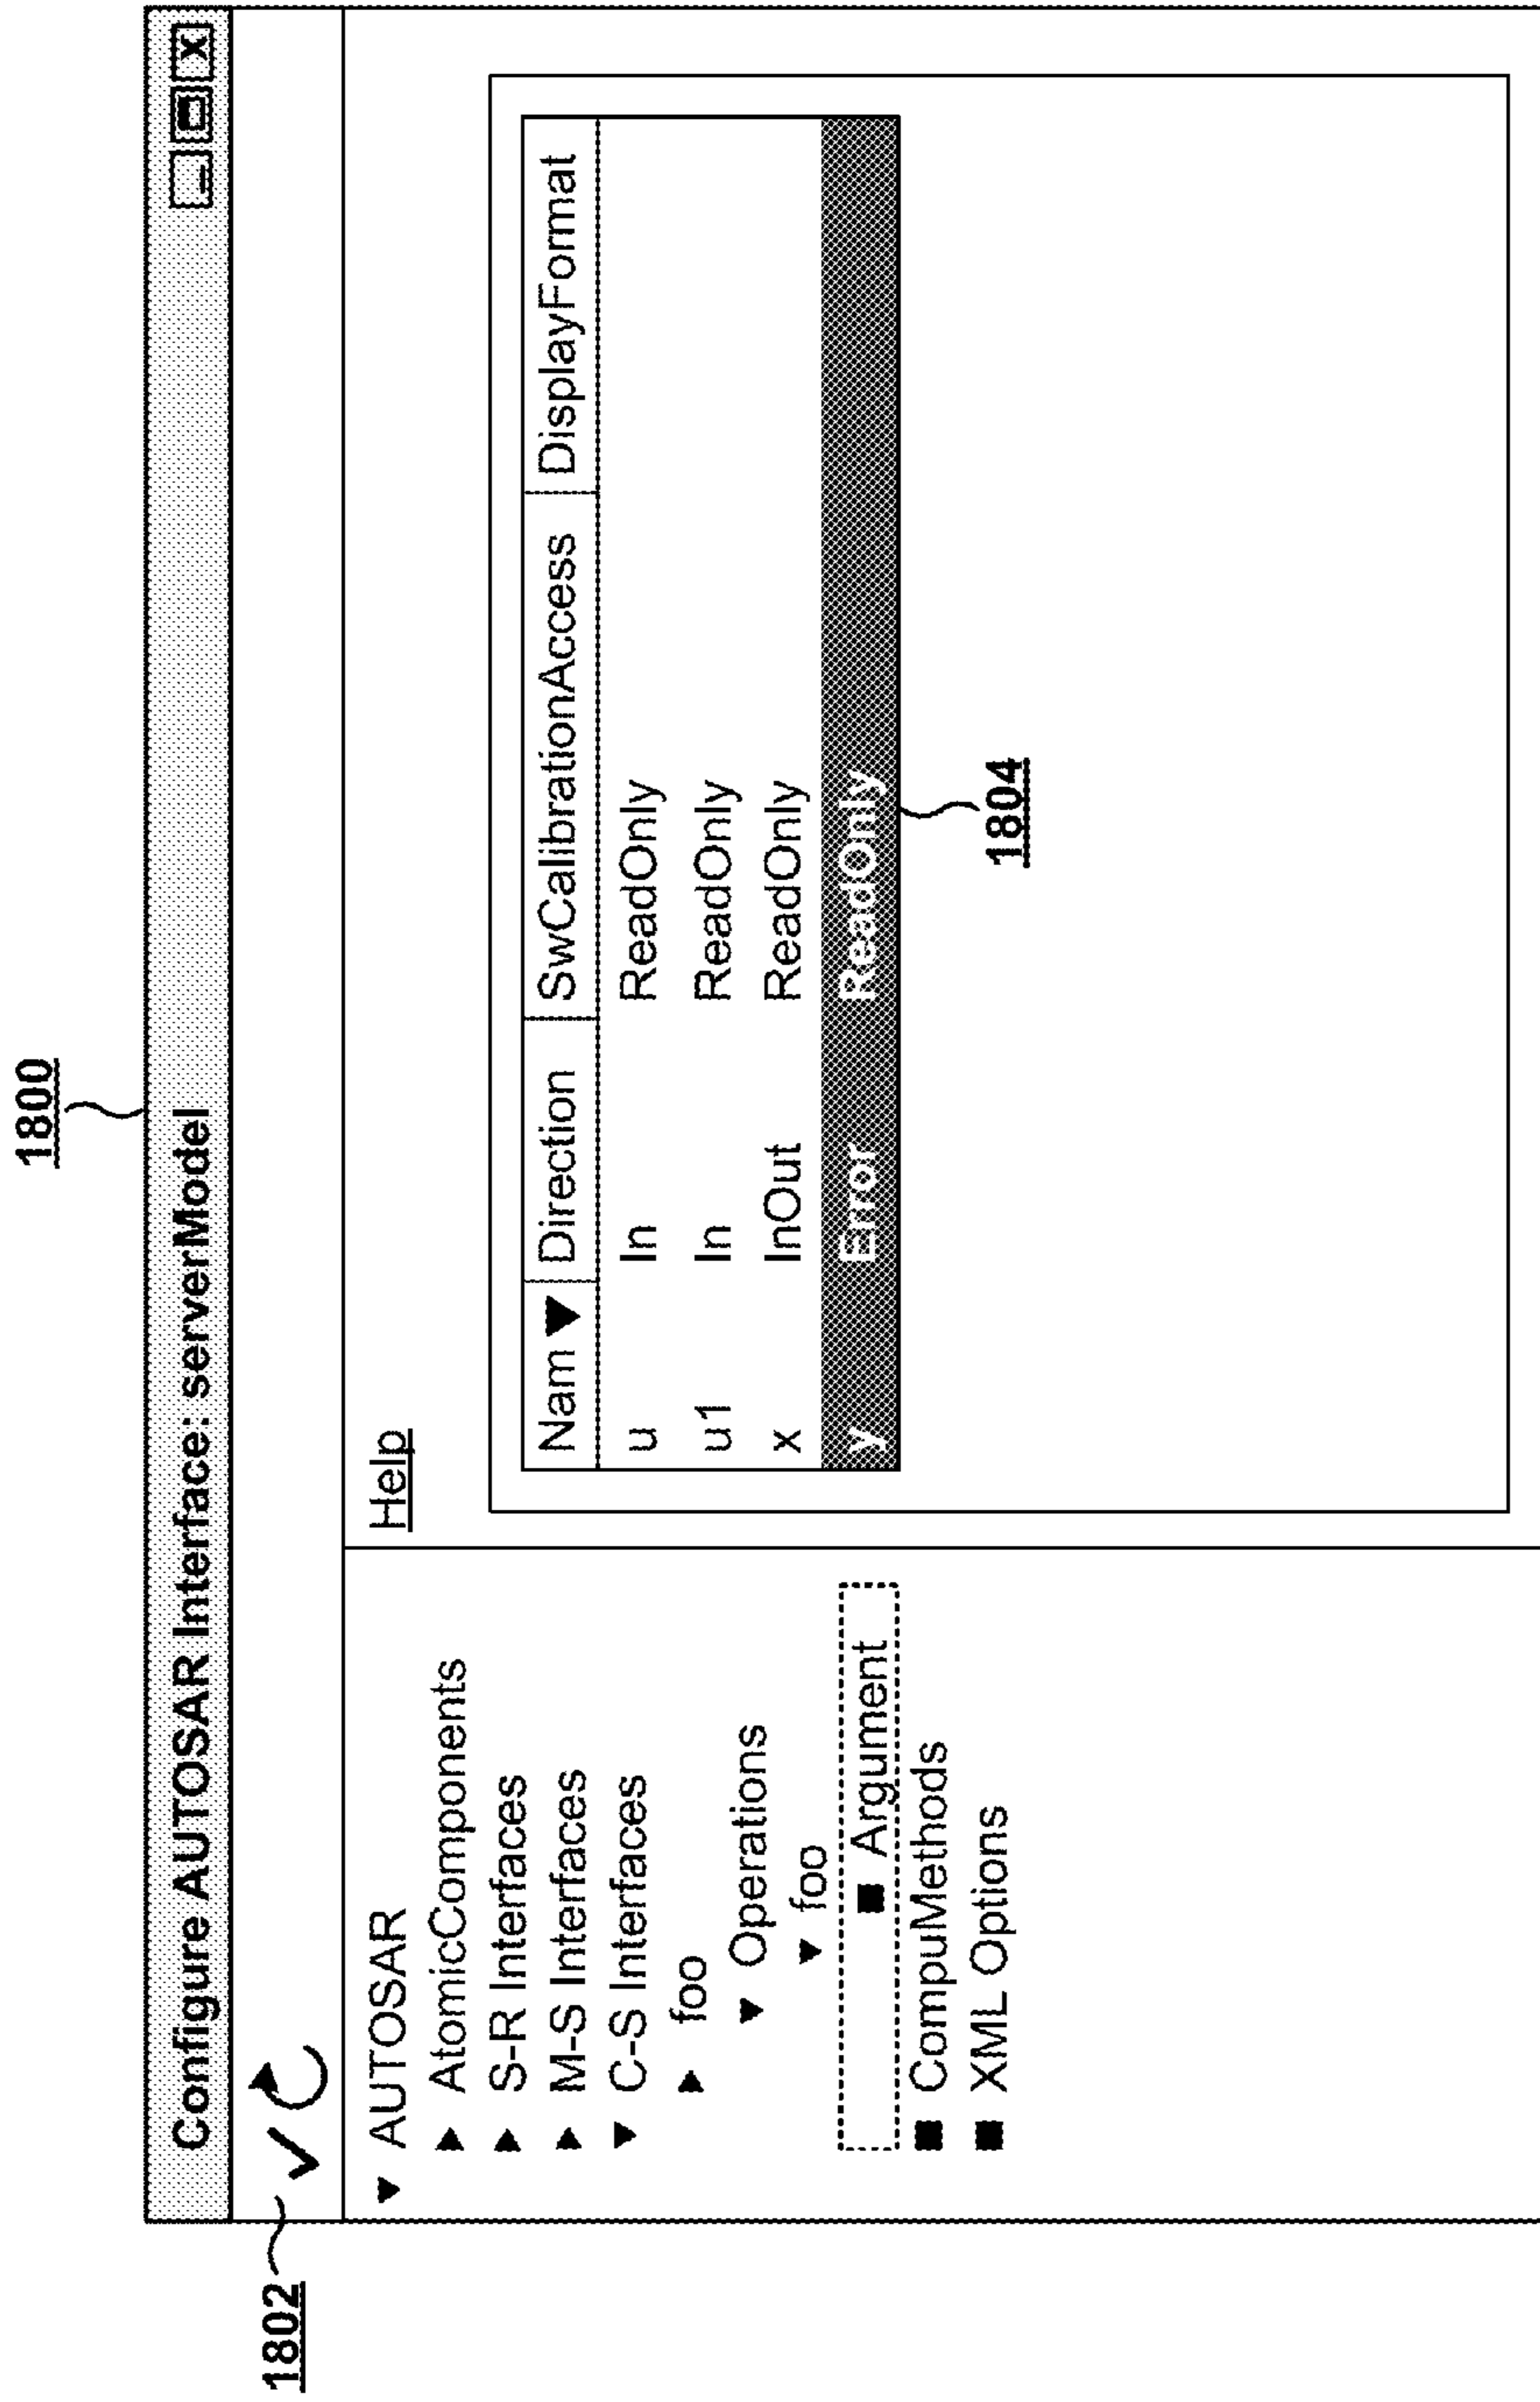 1800
Configure AUTOSAR Interface: serverModel
1802
AUTOSAR
AtomicComponents
S-R Interfaces
M-S Interfaces
C-S Interfaces
foo
Operations
foo
Argument
CompuMethods
XML Options
Help
Nam Direction SwCalibrationAccess DisplayFormat
u In ReadOnly
u1 In ReadOnly
x InOut ReadOnly
y Error ReadOnly
1804